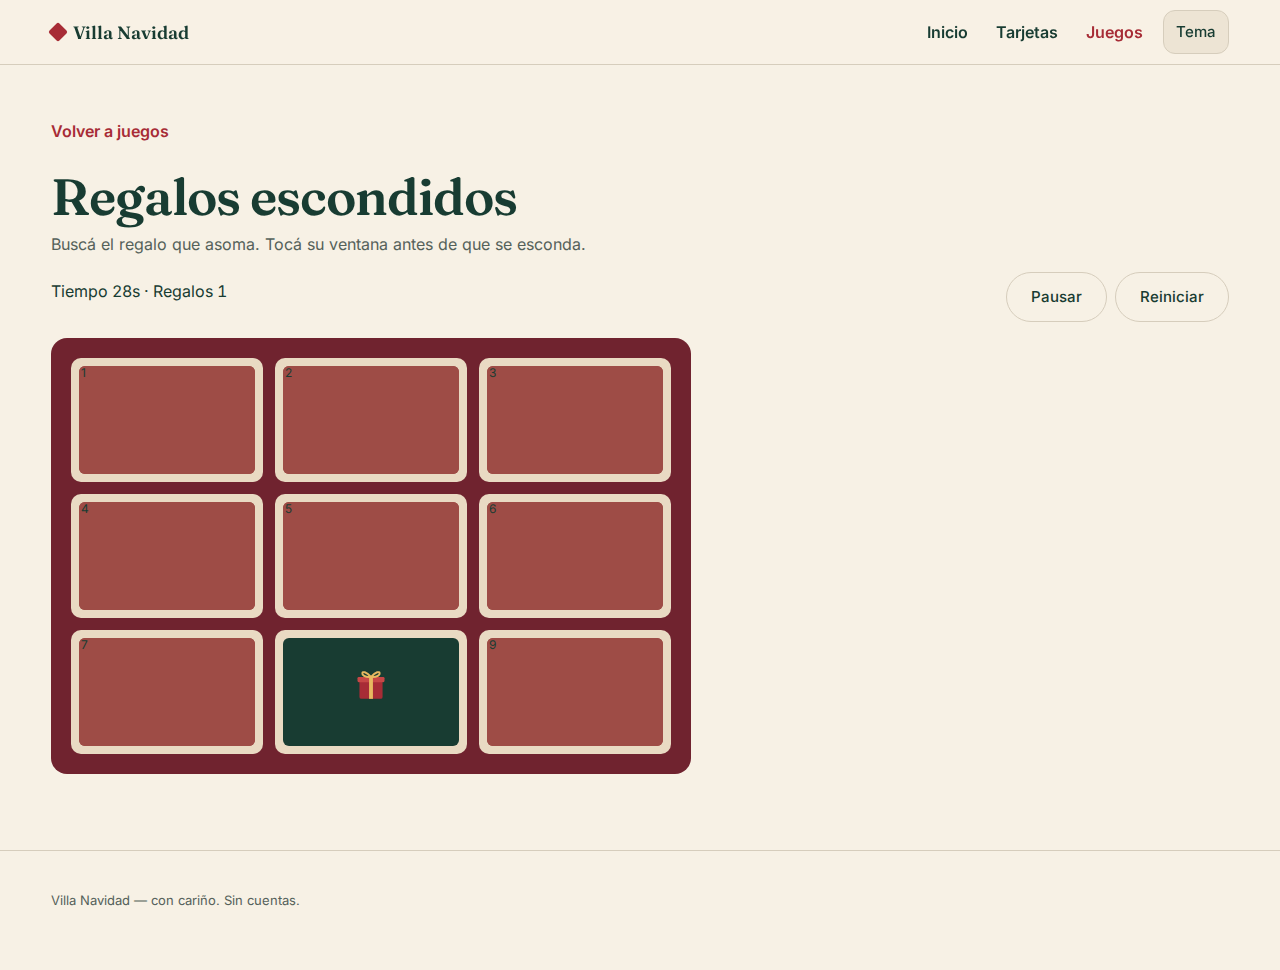 Villa Navidad
Inicio Tarjetas Juegos Tema
Volver a juegos
Regalos escondidos
Buscá el regalo que asoma. Tocá su ventana antes de que se esconda.
Tiempo 28s · Regalos 1
Pausar Reiniciar
1 2 3
4 5 6
7 9
Villa Navidad — con cariño. Sin cuentas.